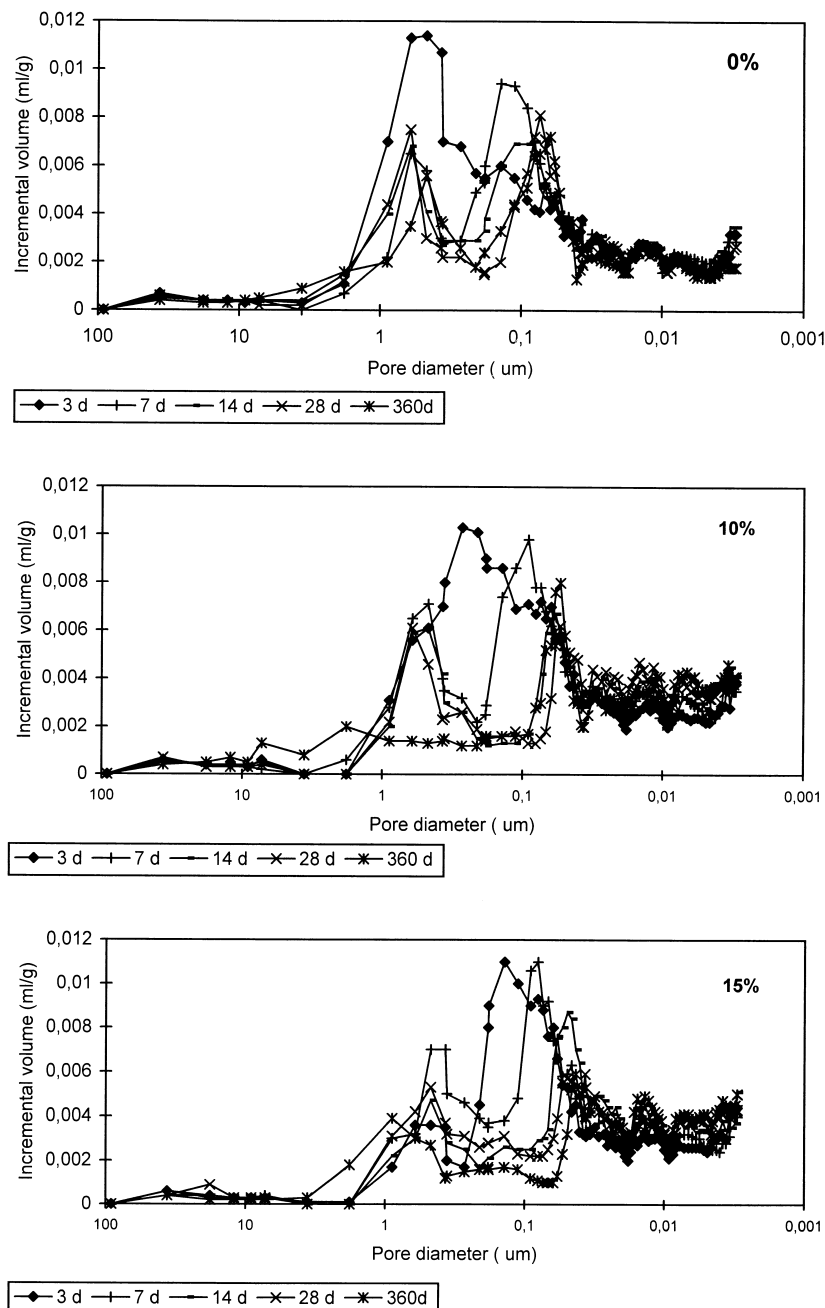 0,012
0,01
0,008
0,006
0,004
0,002
0
Incremental volume (ml/g)
0%
100 10 1 0,1 0,01 0,001
Pore diameter ( um)
3 d 7 d 14 d 28 d 360d
0,012
0,01
0,008
0,006
0,004
0,002
0
Incremental volume (ml/g)
10%
100 10 1 0,1 0,01 0,001
Pore diameter ( um)
3 d 7 d 14 d 28 d 360 d
0,012
0,01
0,008
0,006
0,004
0,002
0
Incremental volume (ml/g)
15%
100 10 1 0,1 0,01 0,001
Pore diameter ( um)
3 d 7 d 14 d 28 d 360d